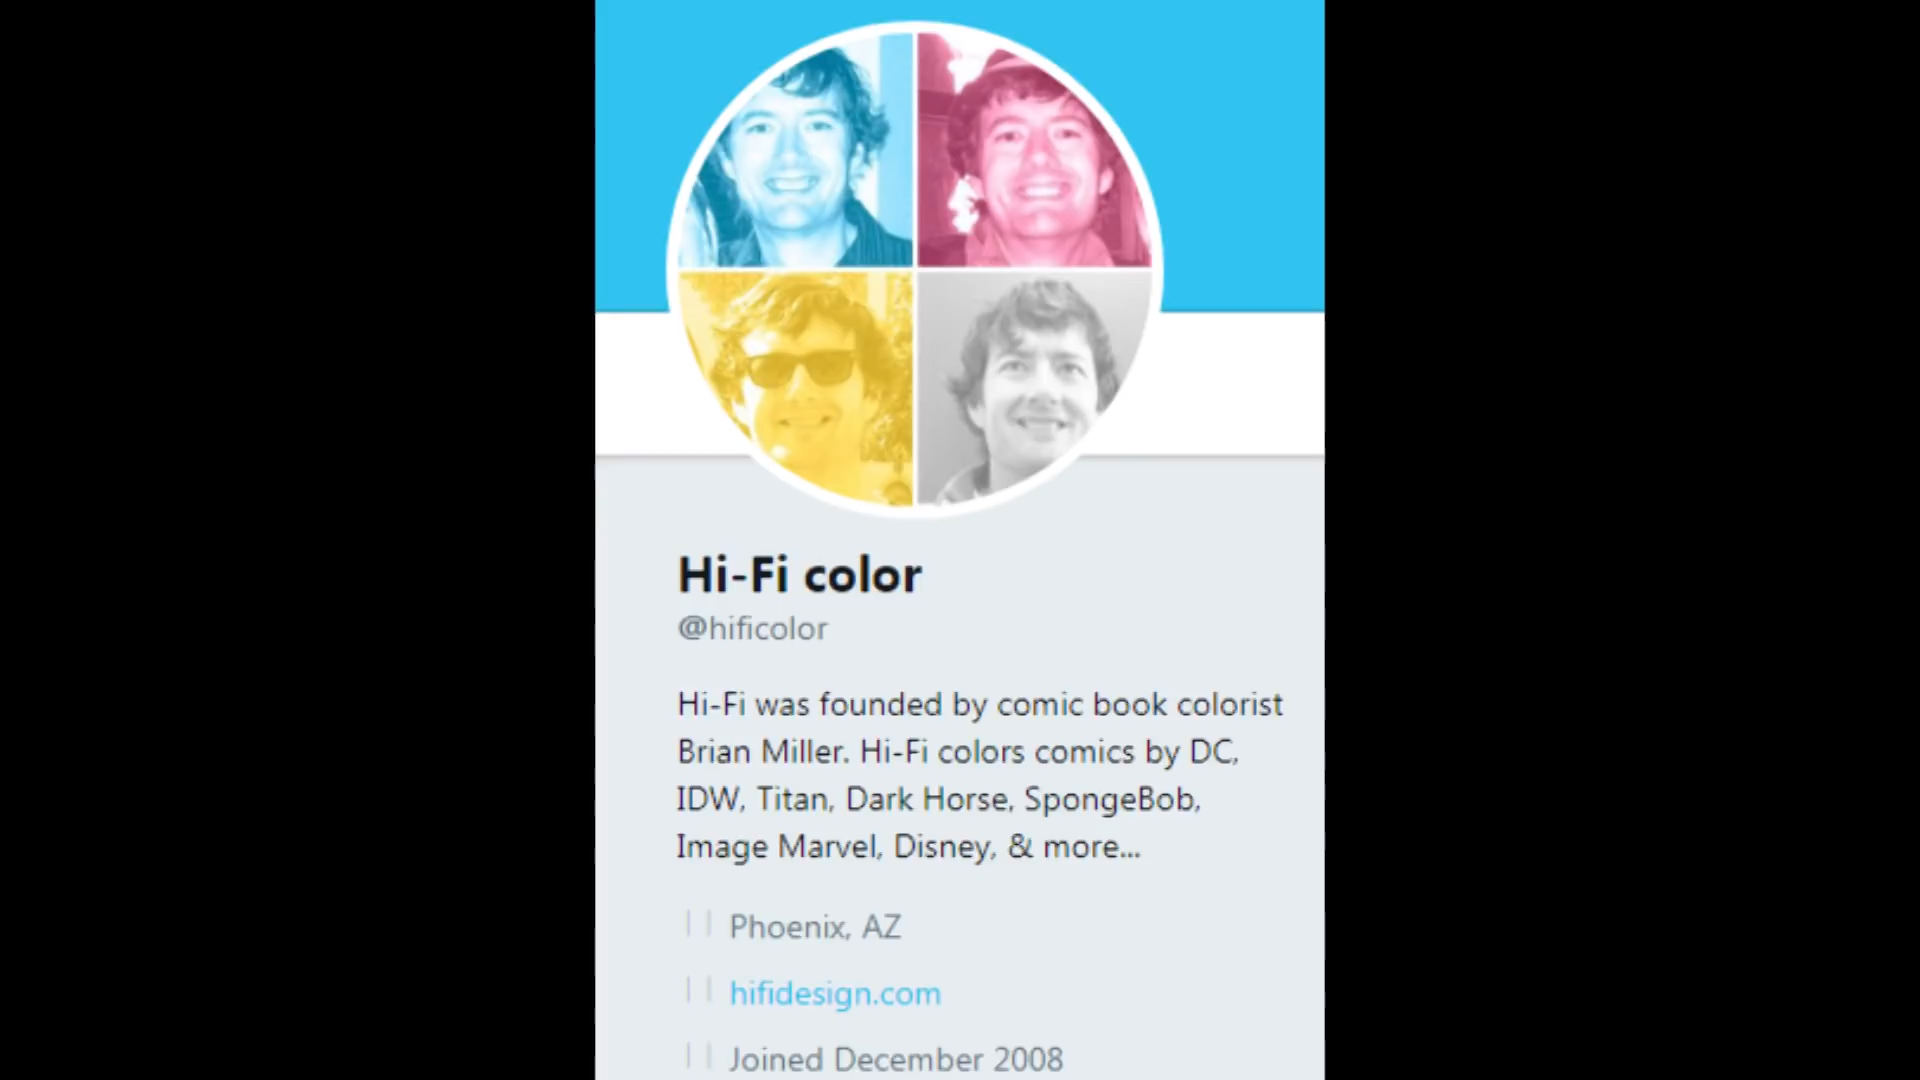 Hi-Fi color
@hificolor
Hi-Fi was founded by comic book colorist
Brian Miller. Hi-Fi colors comics by DC,
IDW, Titan, Dark Horse, SpongeBob,
Image Marvel, Disney, & more...
Phoenix, AZ
hifidesign.com
Joined December 2008